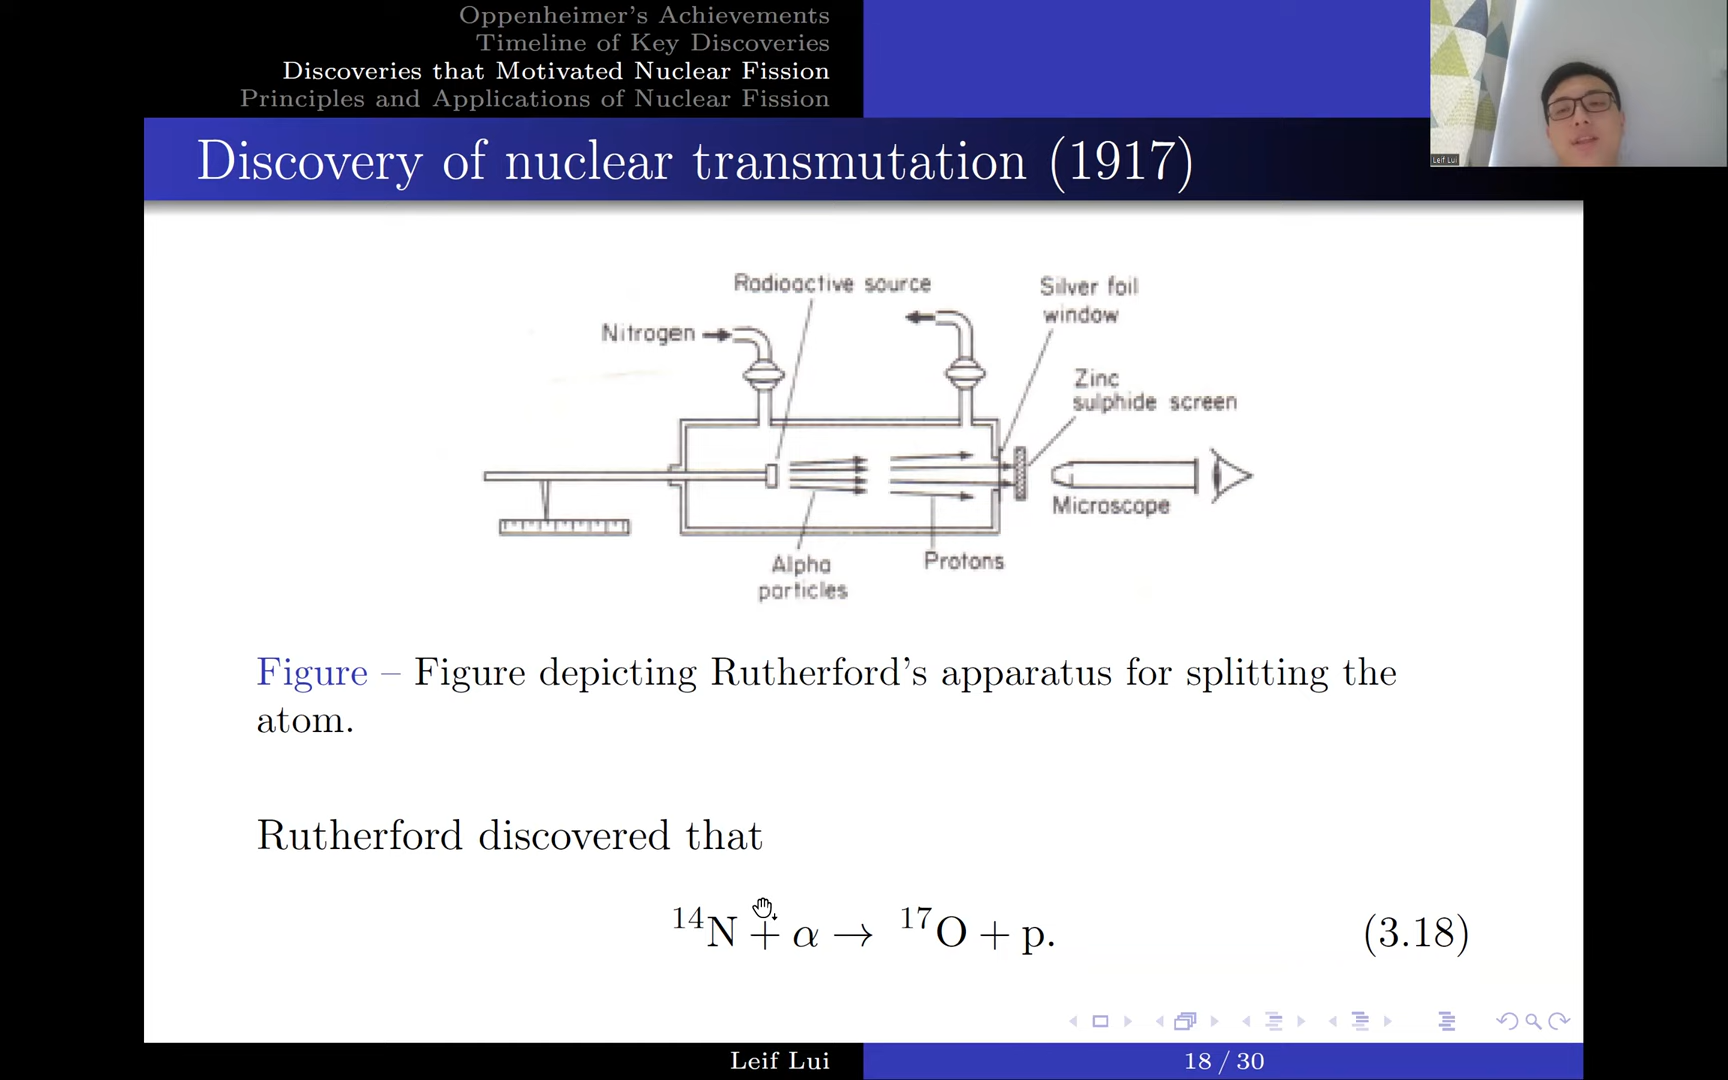 Oppenheimer's Achievements
Timeline of Key Discoveries
Discoveries that Motivated Nuclear Fission
Principles and Applications of Nuclear Fission
Leif Lui
Discovery of nuclear transmutation (1917)
Radioactive source
Silver foil
window
Nitrogen
Zinc
sulphide screen
Microscope
Alpha
particles
Protons
Figure – Figure depicting Rutherford's apparatus for splitting the
atom.
Rutherford discovered that
¹⁴N + α → ¹⁷O + p. (3.18)
Leif Lui 18 / 30